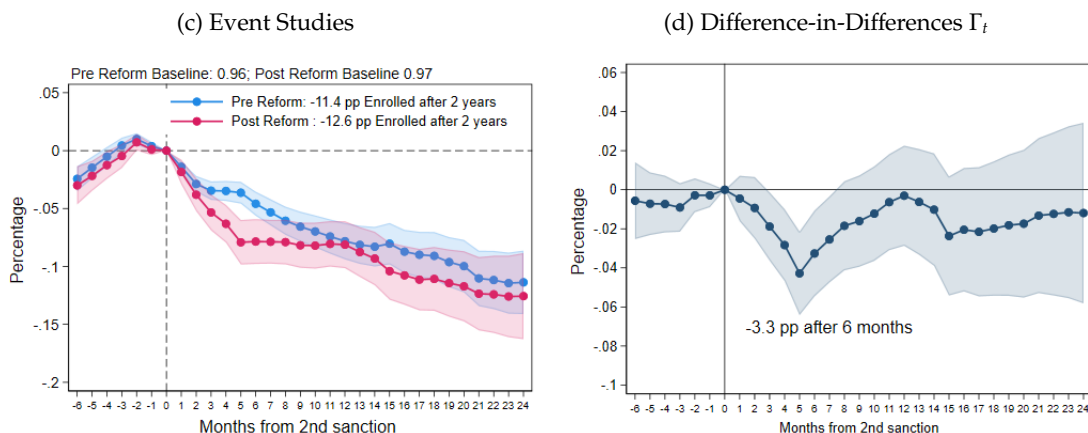 (c) Event Studies
Pre Reform Baseline: 0.96; Post Reform Baseline 0.97
Pre Reform: -11.4 pp Enrolled after 2 years
Post Reform : -12.6 pp Enrolled after 2 years
Percentage
.05
0
-.05
-.1
-.15
-.2
-6 -5 -4 -3 -2 -1 0 1 2 3 4 5 6 7 8 9 10 11 12 13 14 15 16 17 18 19 20 21 22 23 24
Months from 2nd sanction
(d) Difference-in-Differences Γt
Percentage
.06
.04
.02
0
-.02
-.04
-.06
-.08
-.1
-3.3 pp after 6 months
-6 -5 -4 -3 -2 -1 0 1 2 3 4 5 6 7 8 9 10 11 12 13 14 15 16 17 18 19 20 21 22 23 24
Months from 2nd sanction